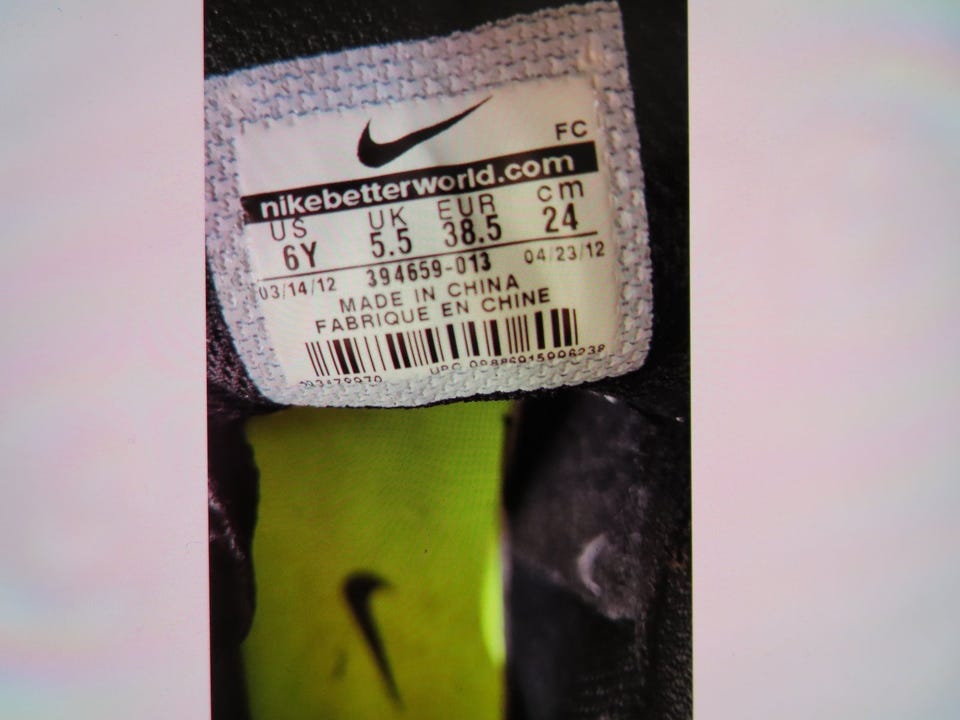 FC
nikebetterworld.com
US UK EUR cm
6Y 5.5 38.5 24
03/14/12 394659-013 04/23/12
MADE IN CHINA
FABRIQUE EN CHINE
UPC